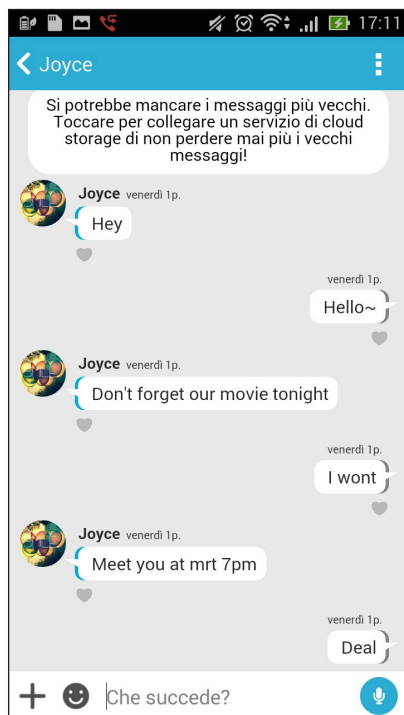 17:11
Joyce
Si potrebbe mancare i messaggi più vecchi.
Toccare per collegare un servizio di cloud
storage di non perdere mai più i vecchi
messaggi!
Joyce venerdì 1p.
Hey
venerdì 1p.
Hello~
Joyce venerdì 1p.
Don't forget our movie tonight
venerdì 1p.
I wont
Joyce venerdì 1p.
Meet you at mrt 7pm
venerdì 1p.
Deal
Che succede?